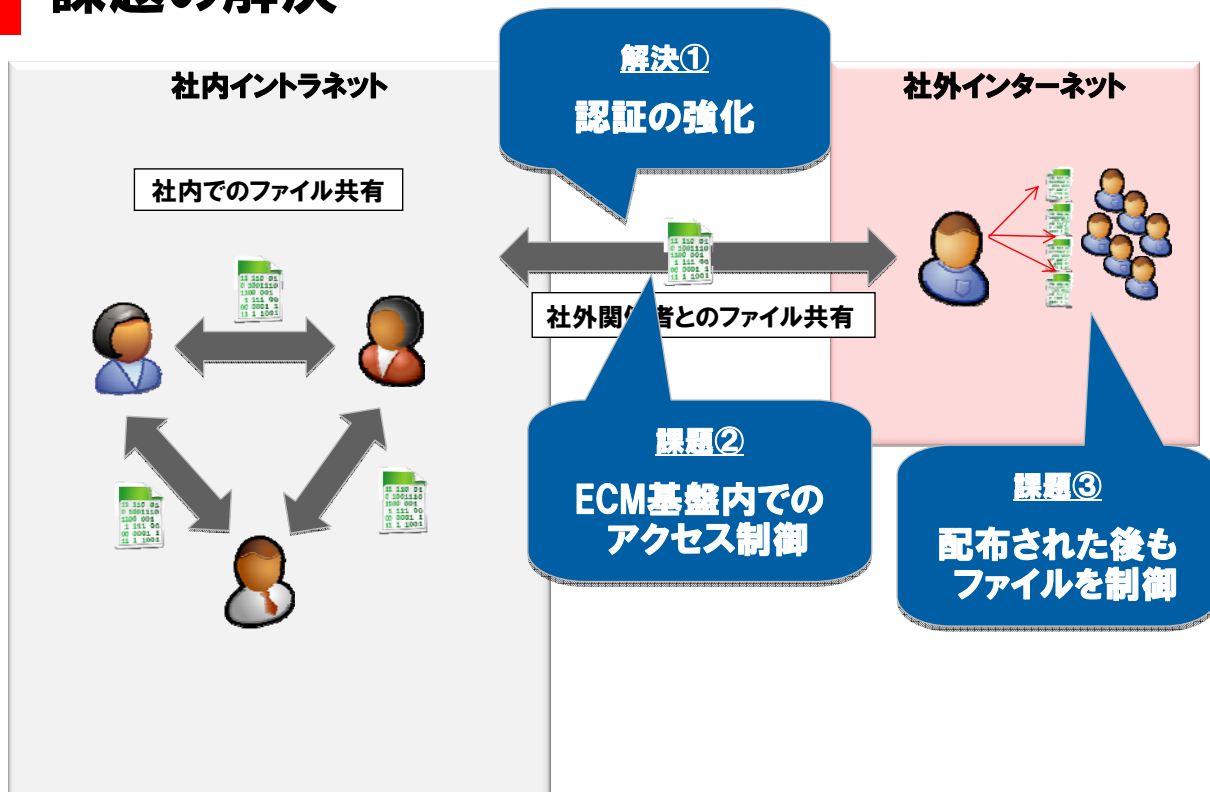 課題の解決
解決①
認証の強化
社内イントラネット
社外インターネット
社内でのファイル共有
社外関 者とのファイル共有
課題②
ECM基盤内での
アクセス制御
課題③
配布された後も
ファイルを制御